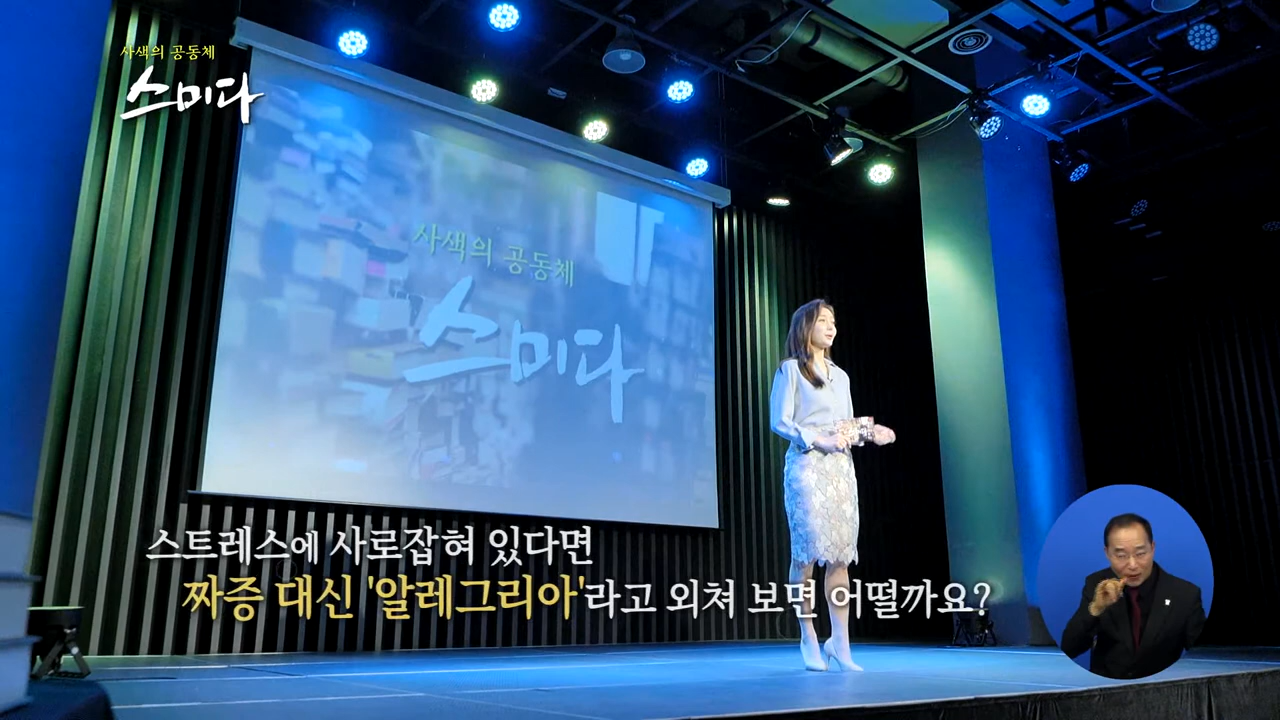 사색의 공동체
스미다
사색의 공동체
스미다
스트레스에 사로잡혀 있다면
짜증 대신 '알레그리아'라고 외쳐 보면 어떨까요?